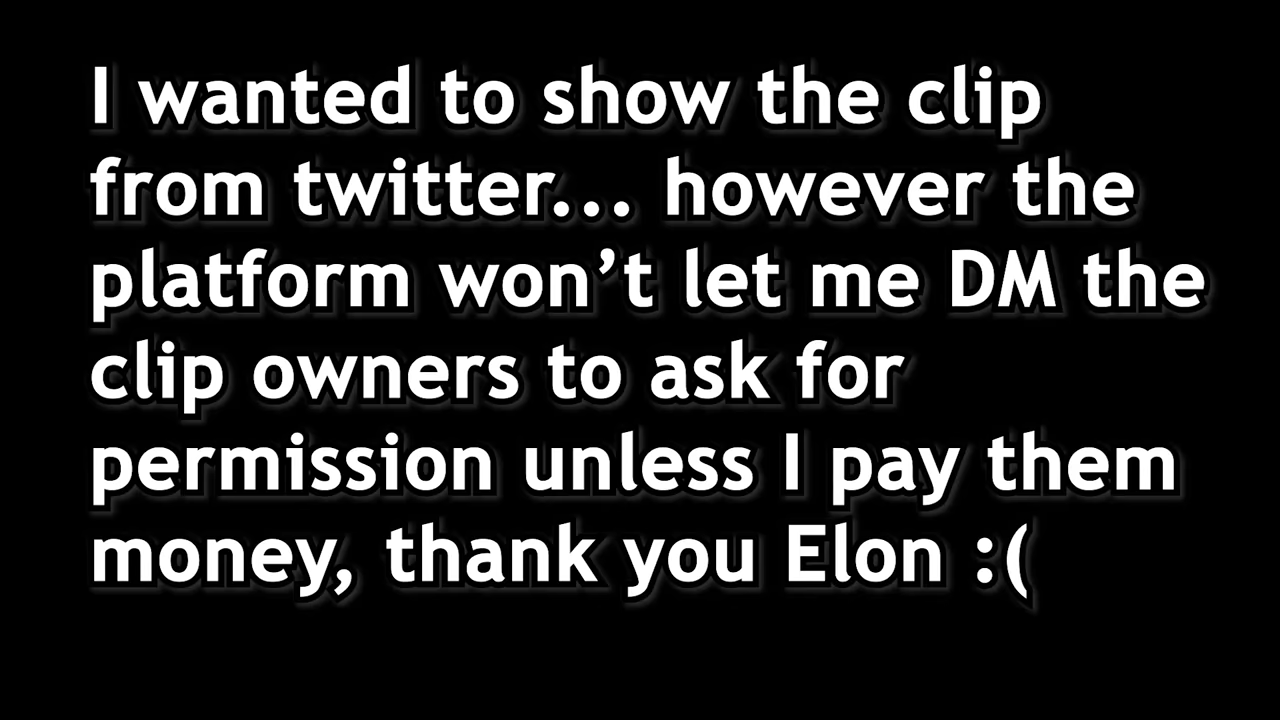 I wanted to show the clip
from twitter... however the
platform won’t let me DM the
clip owners to ask for
permission unless I pay them
money, thank you Elon :(